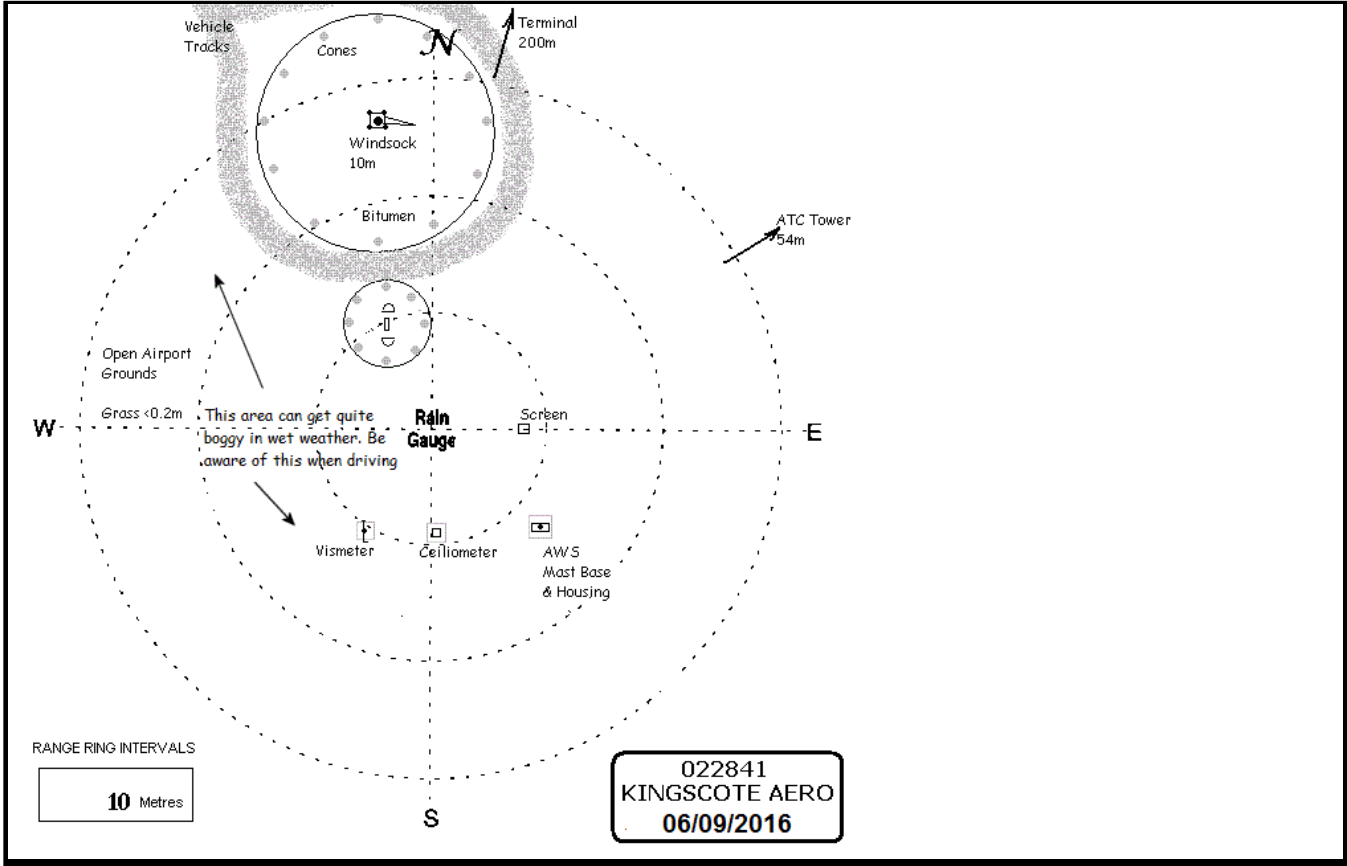 Vehicle
Tracks
Cones
N
Terminal
200m
Windsock
10m
Bitumen
ATC Tower
54m
Open Airport
Grounds
Grass <0.2m
This area can get quite
boggy in wet weather. Be
aware of this when driving
W
Rain
Gauge
Screen
E
Vismeter
Ceiliometer
AWS
Mast Base
& Housing
S
RANGE RING INTERVALS
10 Metres
022841
KINGSCOTE AERO
06/09/2016